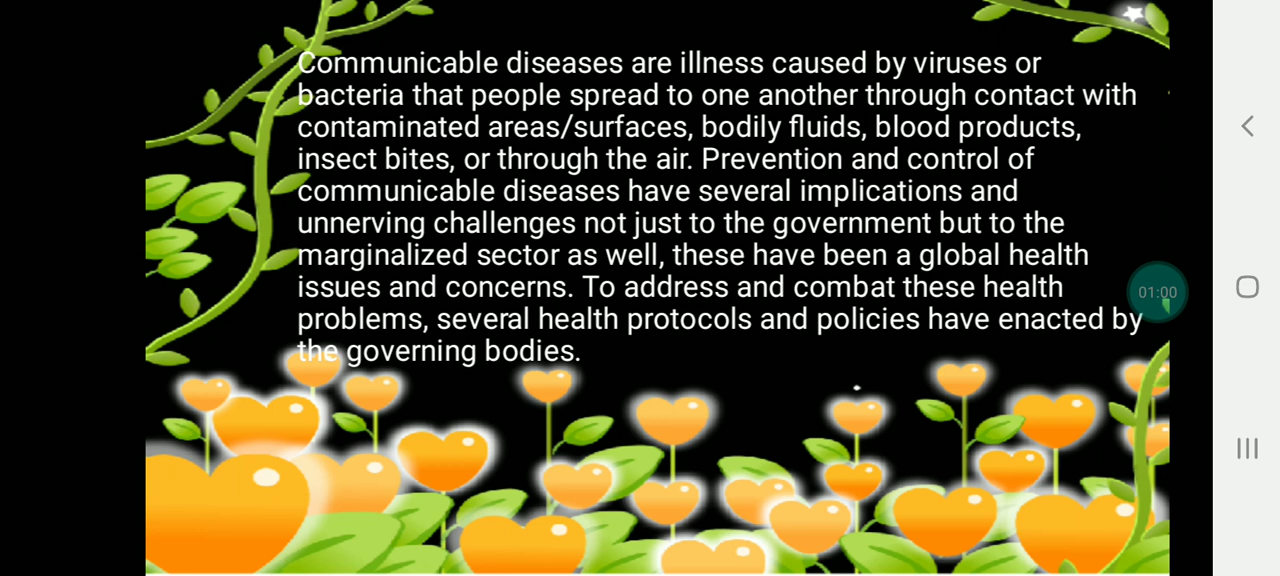 Communicable diseases are illness caused by viruses or
bacteria that people spread to one another through contact with
contaminated areas/surfaces, bodily fluids, blood products,
insect bites, or through the air. Prevention and control of
communicable diseases have several implications and
unnerving challenges not just to the government but to the
marginalized sector as well, these have been a global health
issues and concerns. To address and combat these health
problems, several health protocols and policies have enacted by
the governing bodies.
01:00